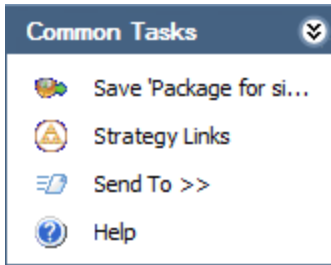 Common Tasks
Save 'Package for si...
Strategy Links
Send To >>
Help